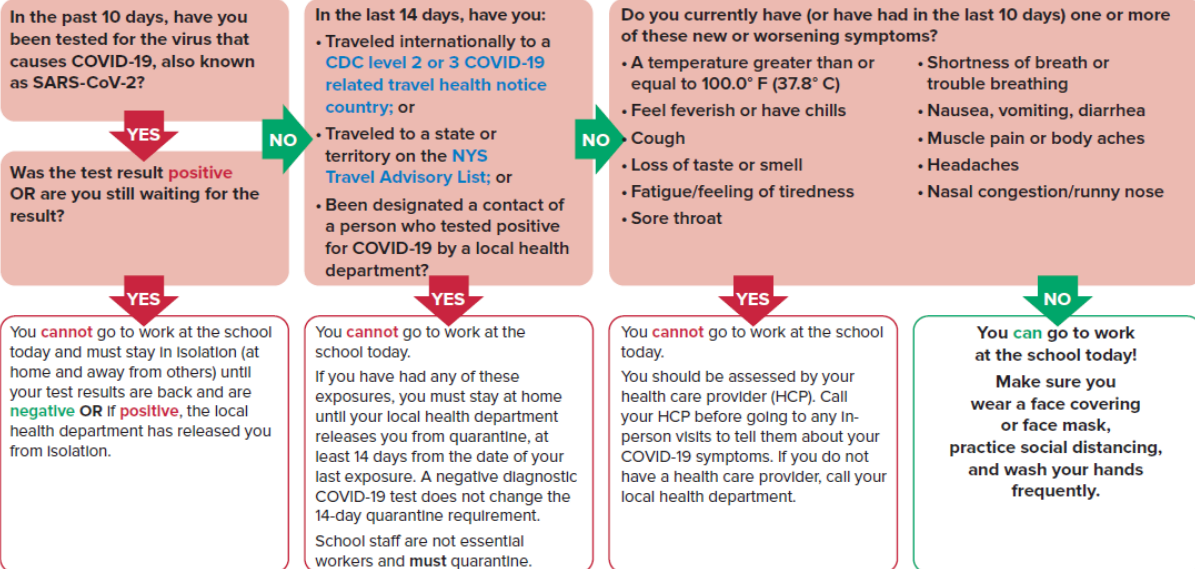 In the past 10 days, have you
been tested for the virus that
causes COVID-19, also known
as SARS-CoV-2?
YES
NO
Was the test result positive
OR are you still waiting for the
result?
YES
You cannot go to work at the school
today and must stay in isolation (at
home and away from others) until
your test results are back and are
negative OR if positive, the local
health department has released you
from isolation.
In the last 14 days, have you:
• Traveled internationally to a
CDC level 2 or 3 COVID-19
related travel health notice
country; or
• Traveled to a state or
territory on the NYS
Travel Advisory List; or
• Been designated a contact of
a person who tested positive
for COVID-19 by a local health
department?
NO
YES
You cannot go to work at the
school today.
If you have had any of these
exposures, you must stay at home
until your local health department
releases you from quarantine, at
least 14 days from the date of your
last exposure. A negative diagnostic
COVID-19 test does not change the
14-day quarantine requirement.
School staff are not essential
workers and must quarantine.
Do you currently have (or have had in the last 10 days) one or more
of these new or worsening symptoms?
• A temperature greater than or
equal to 100.0° F (37.8° C)
• Feel feverish or have chills
• Cough
• Loss of taste or smell
• Fatigue/feeling of tiredness
• Sore throat
• Shortness of breath or
trouble breathing
• Nausea, vomiting, diarrhea
• Muscle pain or body aches
• Headaches
• Nasal congestion/runny nose
YES
You cannot go to work at the school
today.
You should be assessed by your
health care provider (HCP). Call
your HCP before going to any in-
person visits to tell them about your
COVID-19 symptoms. If you do not
have a health care provider, call your
local health department.
NO
You can go to work
at the school today!
Make sure you
wear a face covering
or face mask,
practice social distancing,
and wash your hands
frequently.